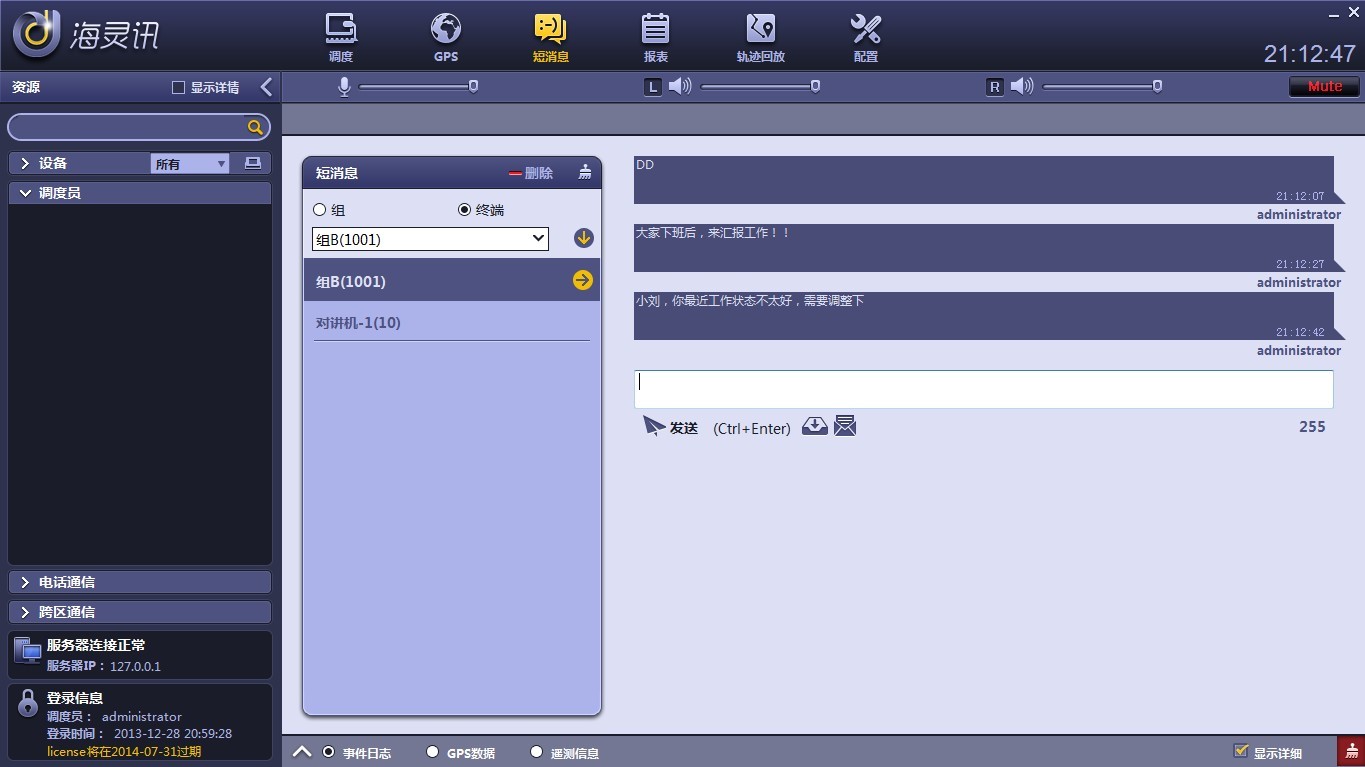 海灵讯
调度
GPS
短消息
报表
轨迹回放
配置
21:12:47
资源
显示详情
L
R
Mute
设备
所有
调度员
电话通信
跨区通信
服务器连接正常
服务器IP： 127.0.0.1
登录信息
调度员： administrator
登录时间： 2013-12-28 20:59:28
license将在2014-07-31过期
短消息
删除
组
终端
组B(1001)
组B(1001)
对讲机-1(10)
DD
21:12:07
administrator
大家下班后，来汇报工作！！
21:12:27
administrator
小刘，你最近工作状态不太好，需要调整下
21:12:42
administrator
发送 (Ctrl+Enter)
255
事件日志
GPS数据
遥测信息
显示详细